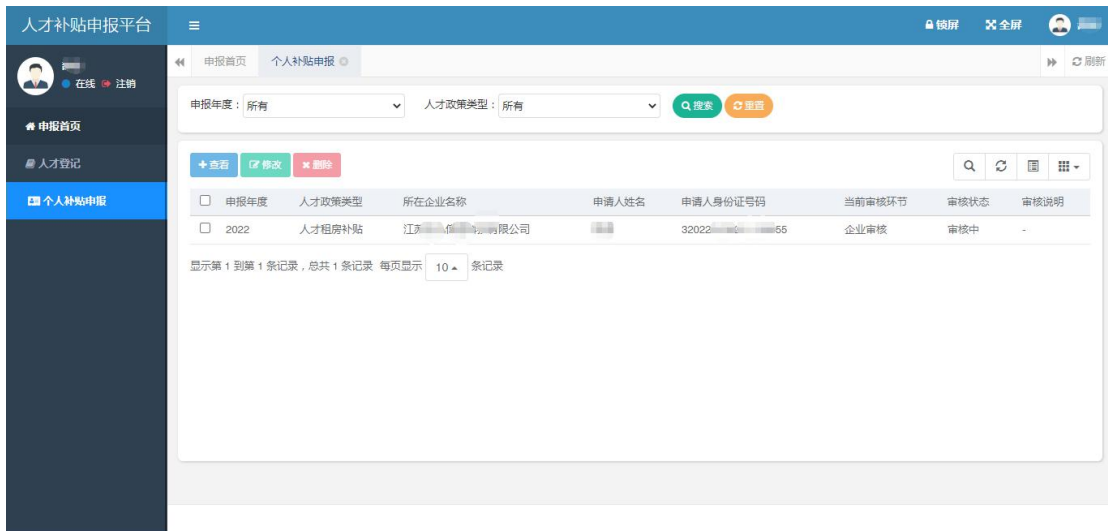 人才补贴申报平台
锁屏 全屏
在线 注销
申报首页 个人补贴申报 刷新
申报年度： 所有 人才政策类型： 所有 搜索 重置
申报首页
人才登记
个人补贴申报
查看 修改 删除
申报年度 人才政策类型 所在企业名称 申请人姓名 申请人身份证号码 当前审核环节 审核状态 审核说明
2022 人才租房补贴 江 限公司 32022 55 企业审核 审核中 -
显示第 1 到第 1 条记录，总共 1 条记录 每页显示 10 条记录